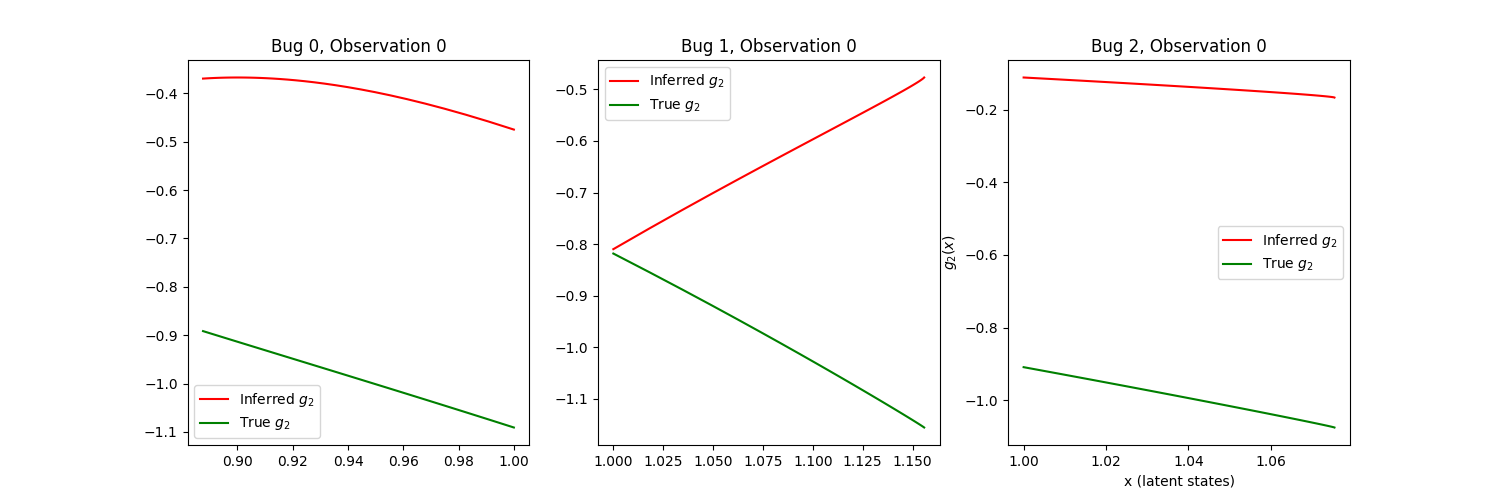 Bug 0, Observation 0
−0.4
−0.5
−0.6
−0.7
−0.8
−0.9
−1.0
−1.1
Inferred g₂
True g₂
0.90 0.92 0.94 0.96 0.98 1.00
Bug 1, Observation 0
Inferred g₂
True g₂
−0.5
−0.6
−0.7
−0.8
−0.9
−1.0
−1.1
1.000 1.025 1.050 1.075 1.100 1.125 1.150
Bug 2, Observation 0
g₂(x)
−0.2
−0.4
−0.6
−0.8
−1.0
Inferred g₂
True g₂
1.00 1.02 1.04 1.06
x (latent states)